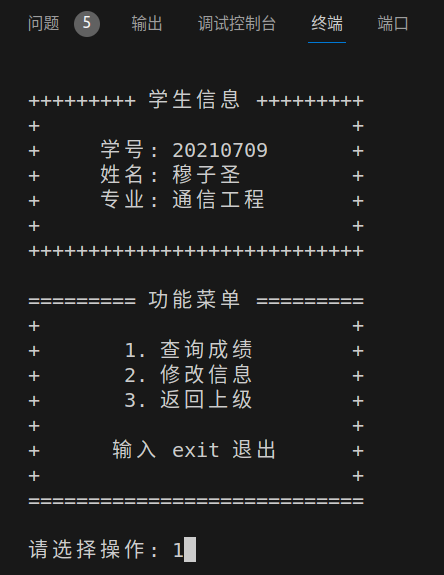 问题 5 输出 调试控制台 终端 端口
+++++++++ 学生信息 +++++++++
+                          +
+     学号: 20210709       +
+     姓名: 穆子圣         +
+     专业: 通信工程       +
+                          +
++++++++++++++++++++++++++++
========= 功能菜单 =========
+                          +
+       1. 查询成绩        +
+       2. 修改信息        +
+       3. 返回上级        +
+                          +
+      输入 exit 退出      +
+                          +
============================
请选择操作: 1